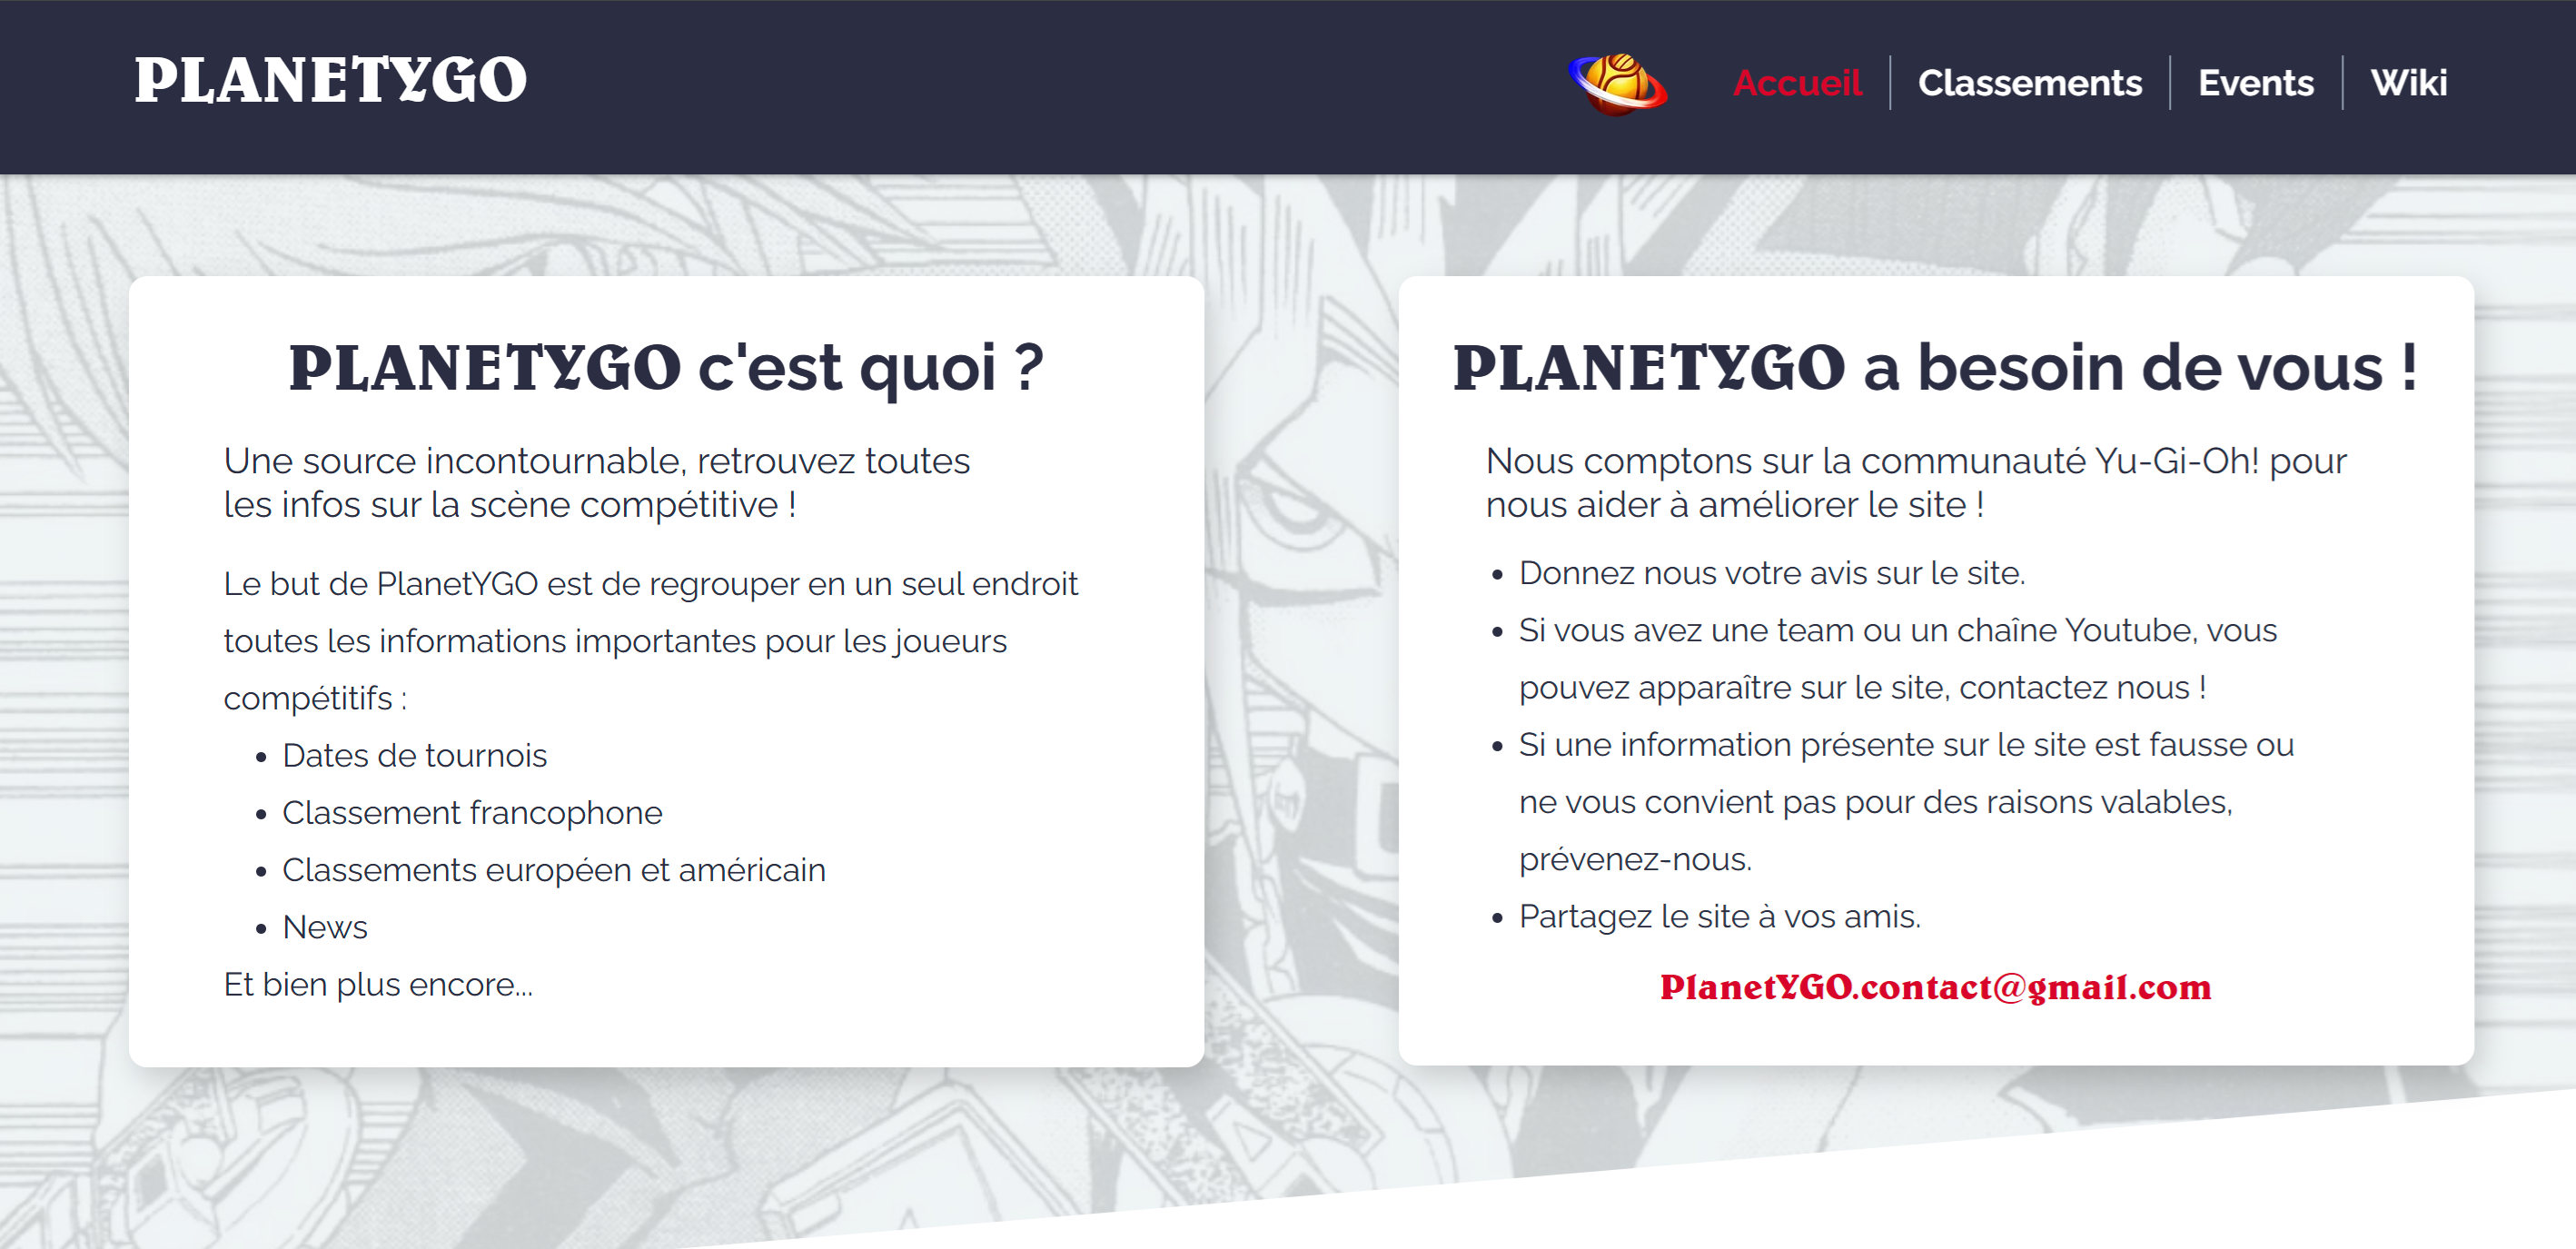 PLANETYGO
Accueil
Classements
Events
Wiki
PLANETYGO c'est quoi ?
Une source incontournable, retrouvez toutes
les infos sur la scène compétitive !
Le but de PlanetYGO est de regrouper en un seul endroit
toutes les informations importantes pour les joueurs
compétitifs :
• Dates de tournois
• Classement francophone
• Classements européen et américain
• News
Et bien plus encore...
PLANETYGO a besoin de vous !
Nous comptons sur la communauté Yu-Gi-Oh! pour
nous aider à améliorer le site !
• Donnez nous votre avis sur le site.
• Si vous avez une team ou un chaîne Youtube, vous
pouvez apparaître sur le site, contactez nous !
• Si une information présente sur le site est fausse ou
ne vous convient pas pour des raisons valables,
prévenez-nous.
• Partagez le site à vos amis.
PlanetYGO.contact@gmail.com